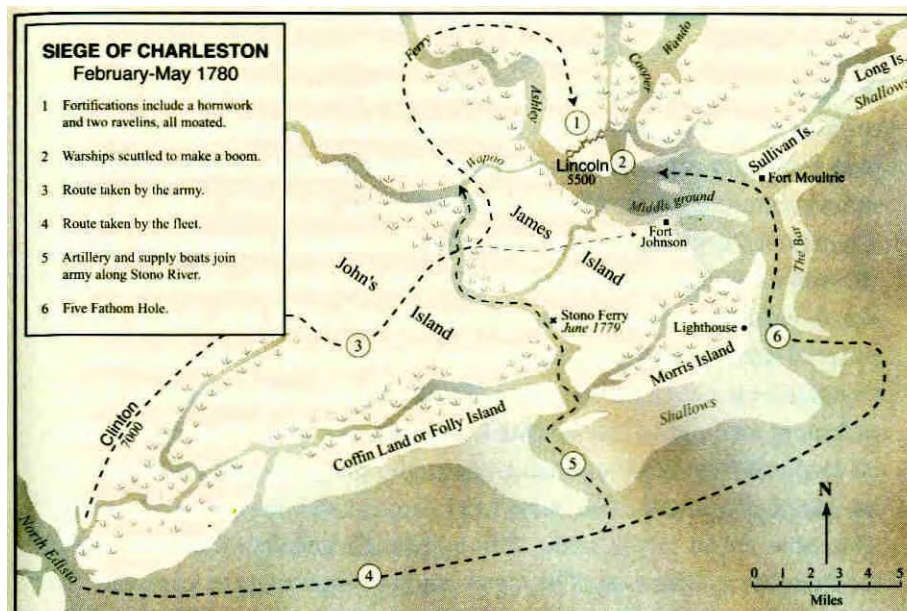 SIEGE OF CHARLESTON
February-May 1780
1 Fortifications include a hornwork
and two ravelins, all moated.
2 Warships scuttled to make a boom.
3 Route taken by the army.
4 Route taken by the fleet.
5 Artillery and supply boats join
army along Stono River.
6 Five Fathom Hole.
Ferry
Ashley
Cooper
Wando
Long Is.
Shallows
1
2
Sullivan Is.
Wapoo
Lincoln
5500
Fort Moultrie
Middle ground
Fort
Johnson
James
Island
The Bar
John's
Island
Stono Ferry
June 1779
Lighthouse
6
3
Morris Island
Clinton
7000
Shallows
Coffin Land or Folly Island
5
North Edisto
4
N
0 1 2 3 4 5
Miles